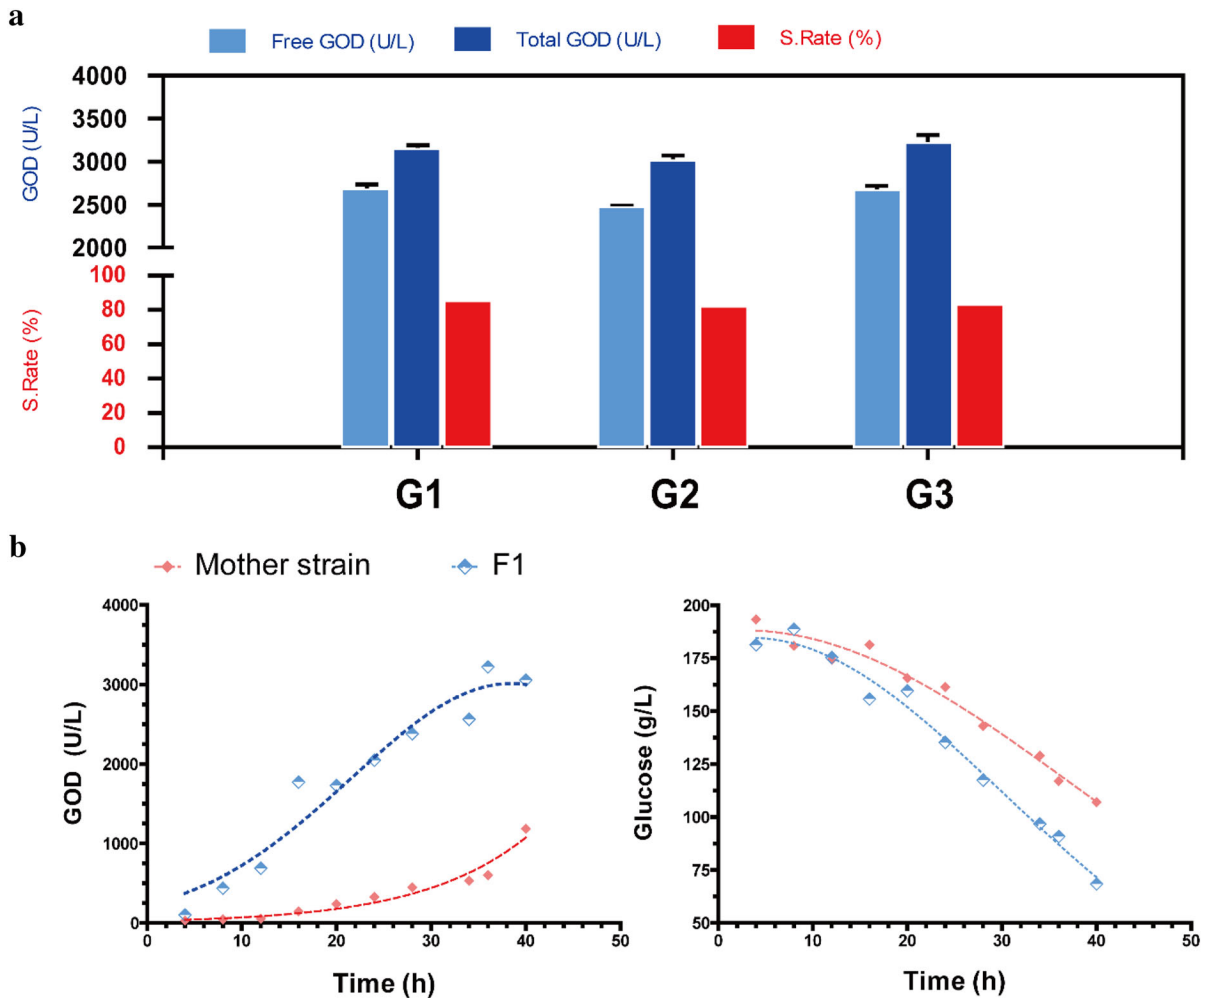 a
Free GOD (U/L) Total GOD (U/L) S.Rate (%)
GOD (U/L)
4000
3500
3000
2500
2000
S.Rate (%)
100
80
60
40
20
0
G1 G2 G3
b
Mother strain F1
GOD (U/L)
4000
3000
2000
1000
0
0 10 20 30 40 50
Time (h)
Glucose (g/L)
200
175
150
125
100
75
50
0 10 20 30 40 50
Time (h)